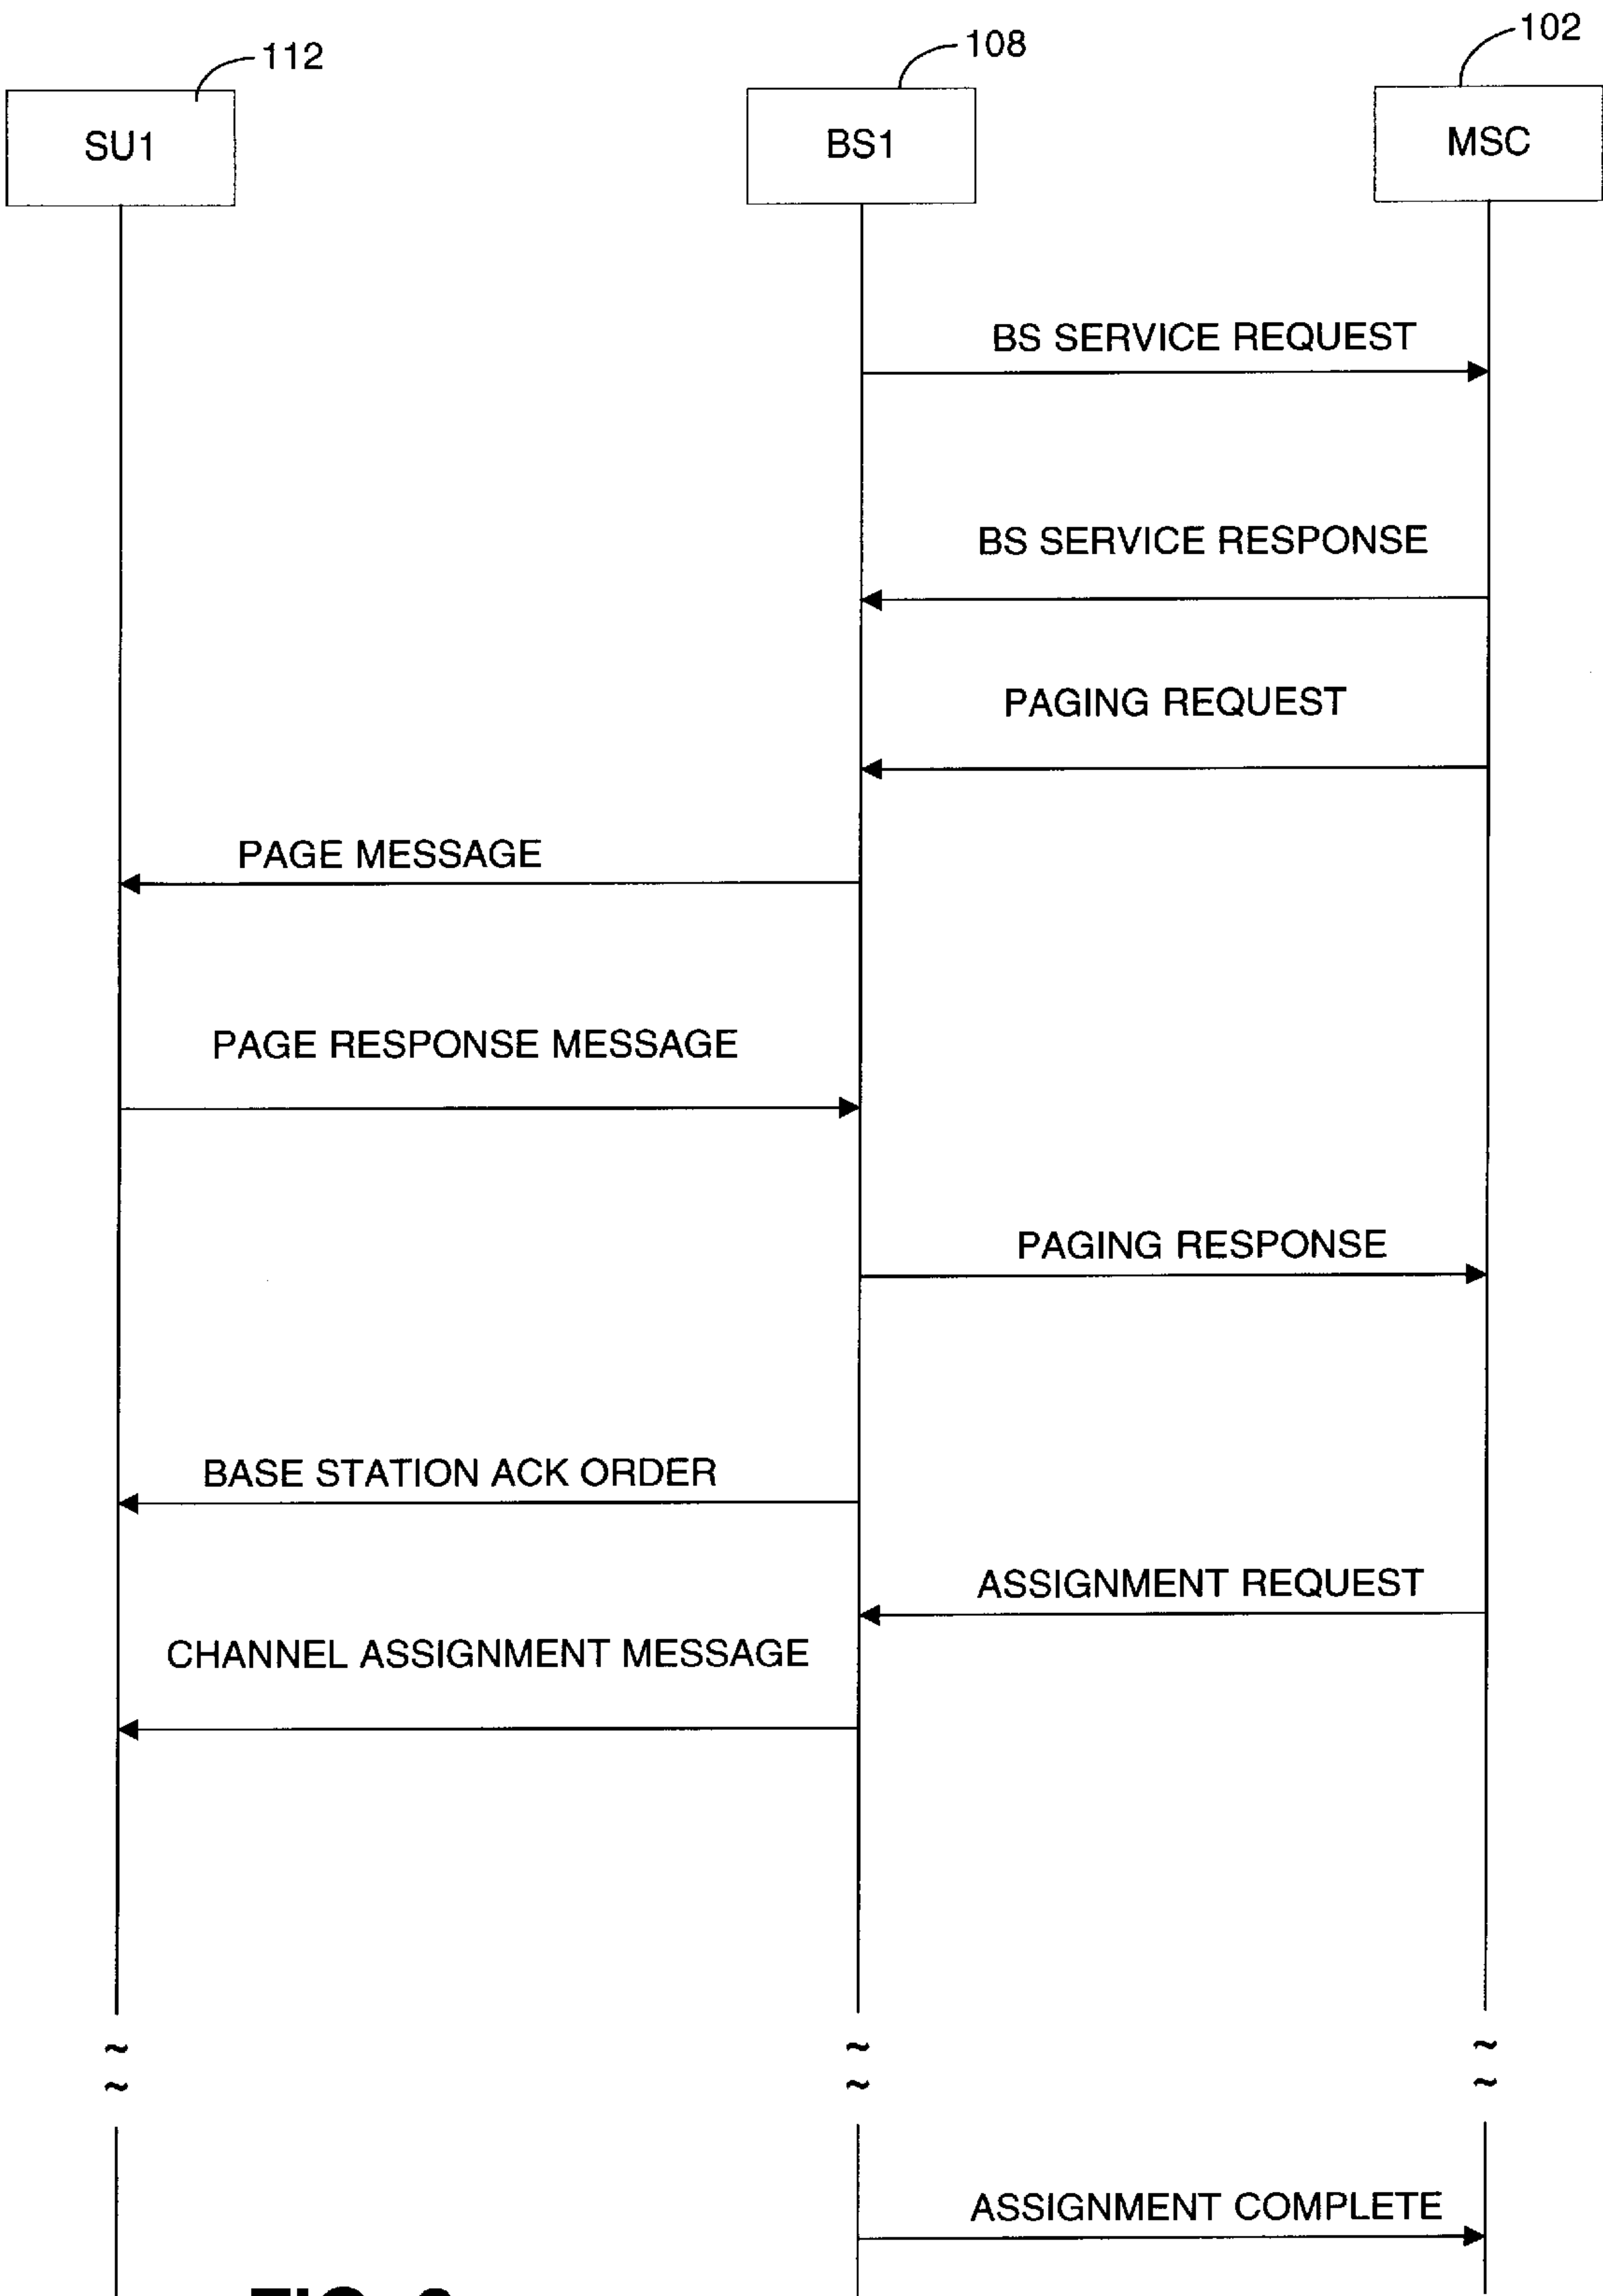 112
108
102
SU1
BS1
MSC
BS SERVICE REQUEST
BS SERVICE RESPONSE
PAGING REQUEST
PAGE MESSAGE
PAGE RESPONSE MESSAGE
PAGING RESPONSE
BASE STATION ACK ORDER
ASSIGNMENT REQUEST
CHANNEL ASSIGNMENT MESSAGE
ASSIGNMENT COMPLETE